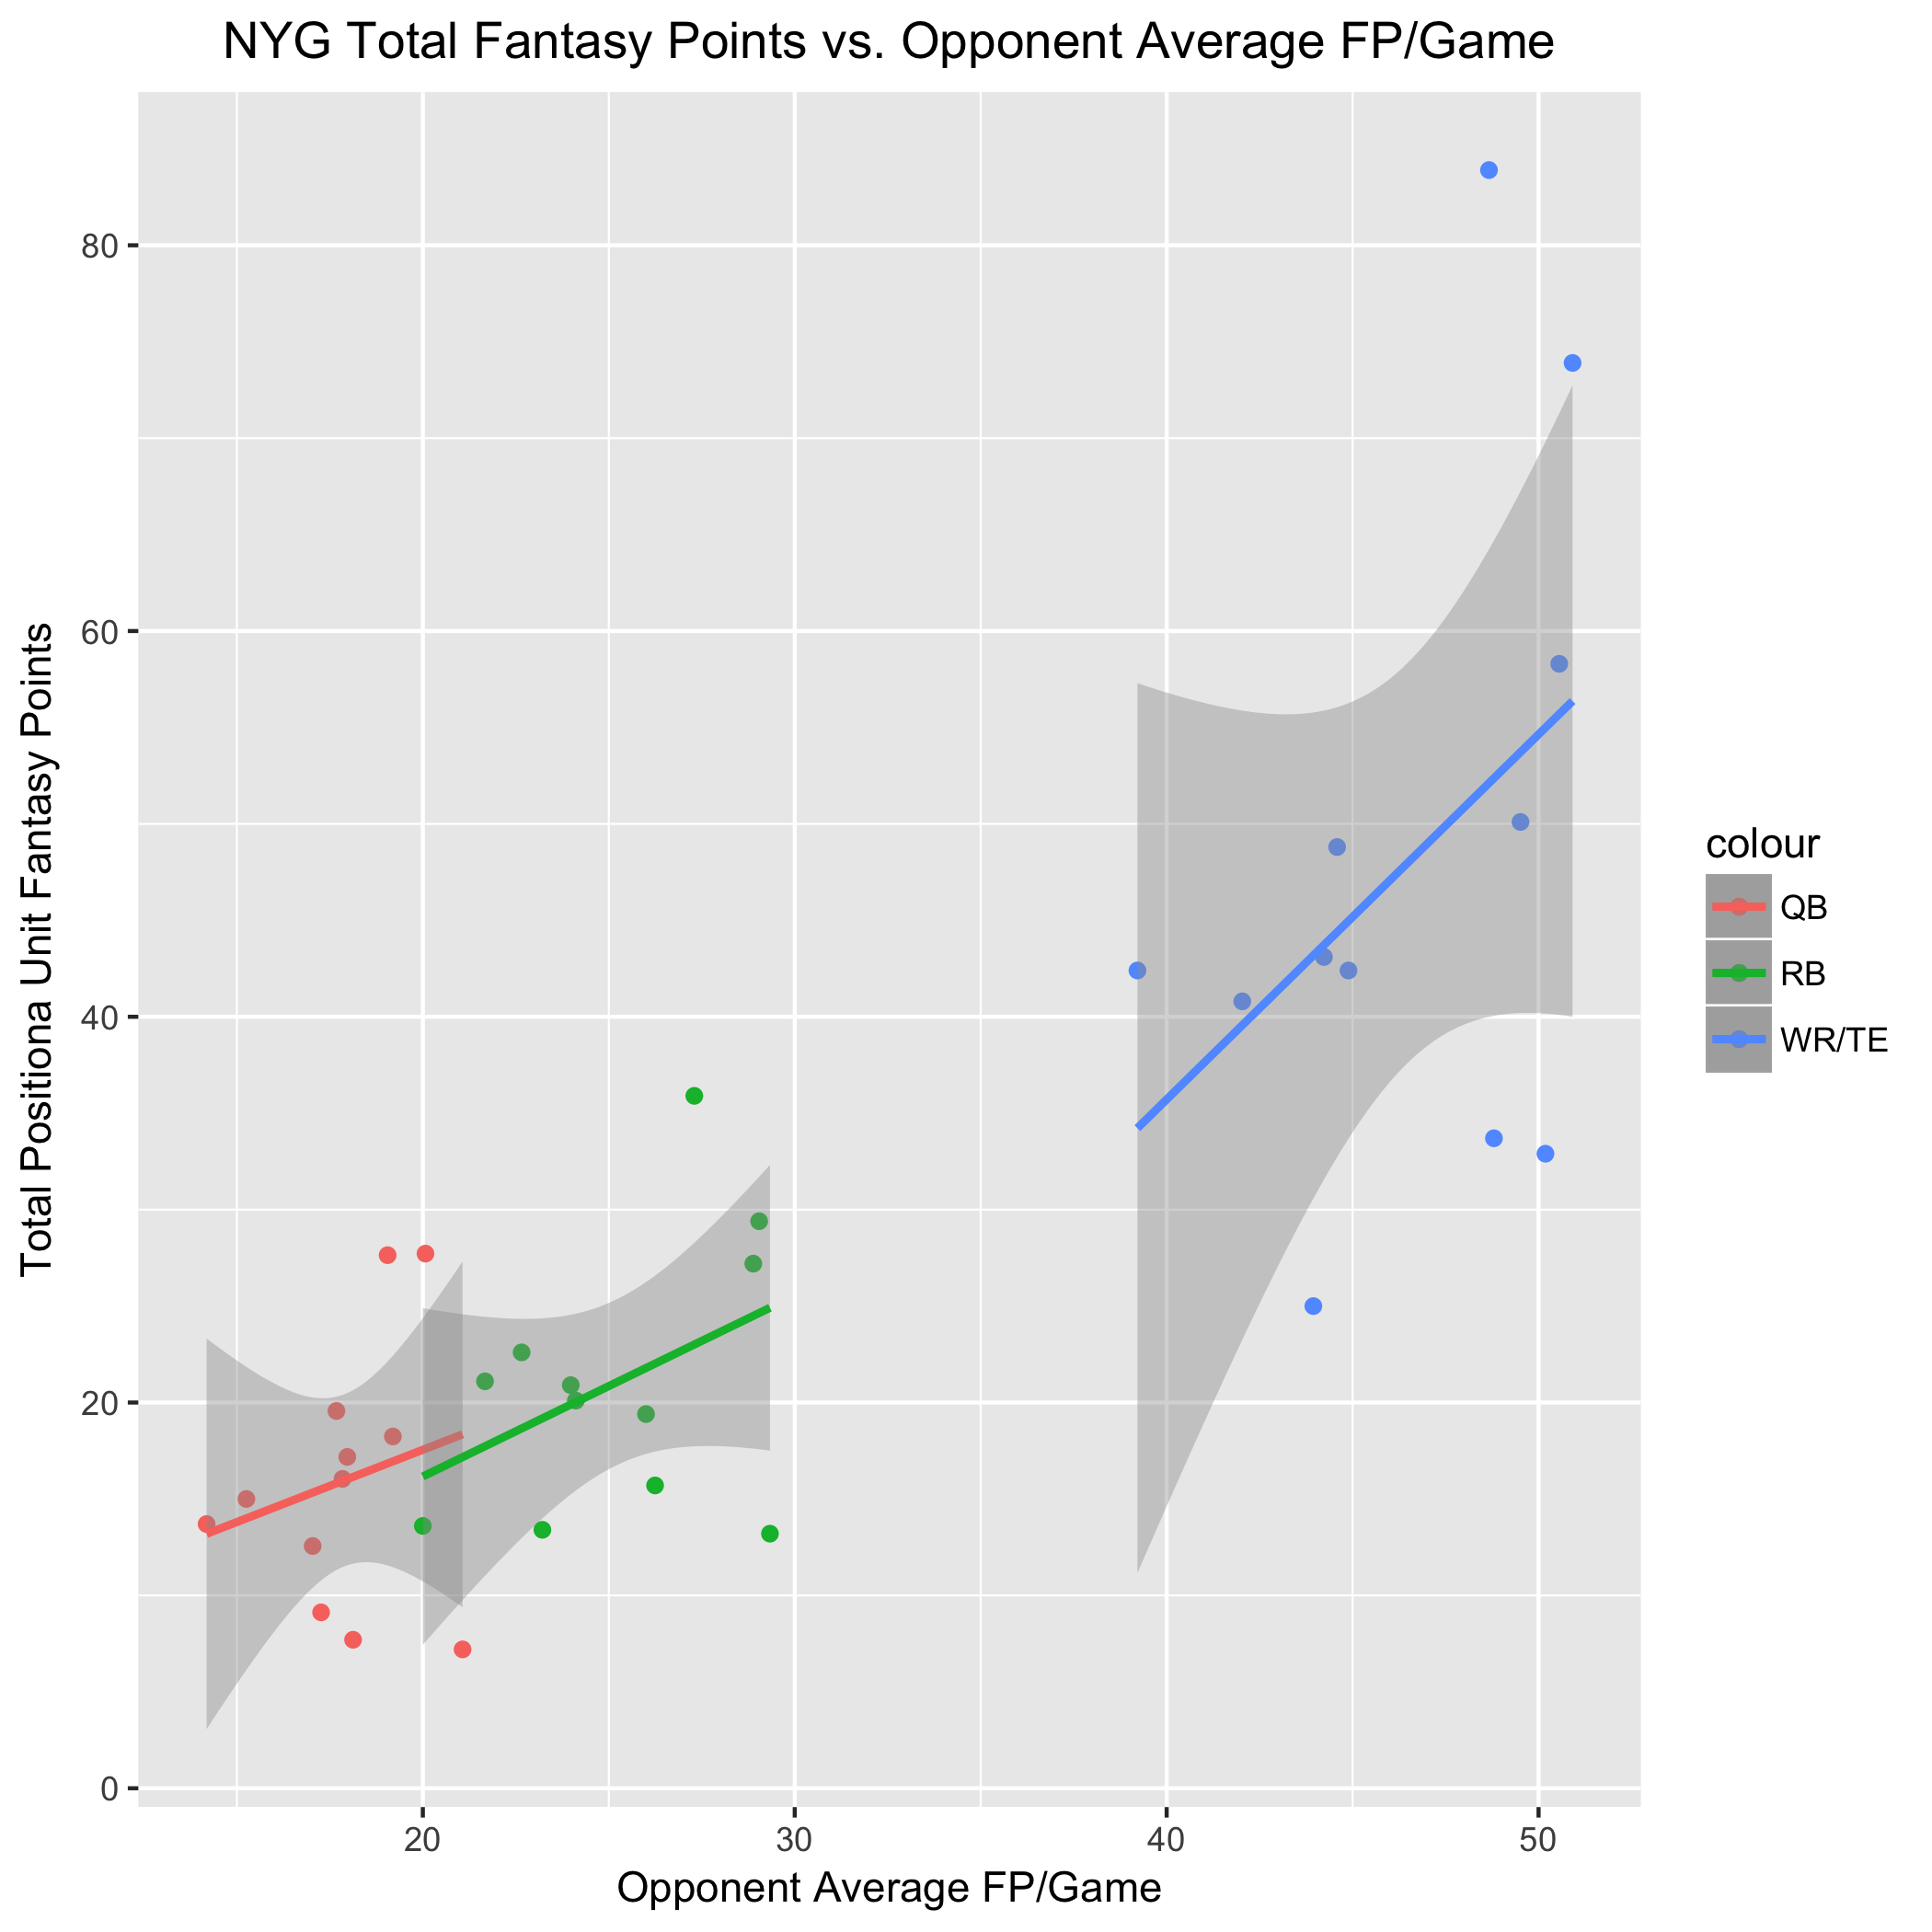 NYG Total Fantasy Points vs. Opponent Average FP/Game
Total Positiona Unit Fantasy Points
80
60
40
20
0
20 30 40 50
Opponent Average FP/Game
colour
QB
RB
WR/TE